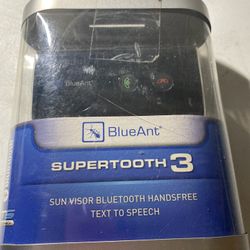 BlueAnt
BlueAnt®
SUPERTOOTH 3
SUN VISOR BLUETOOTH HANDSFREE
TEXT TO SPEECH